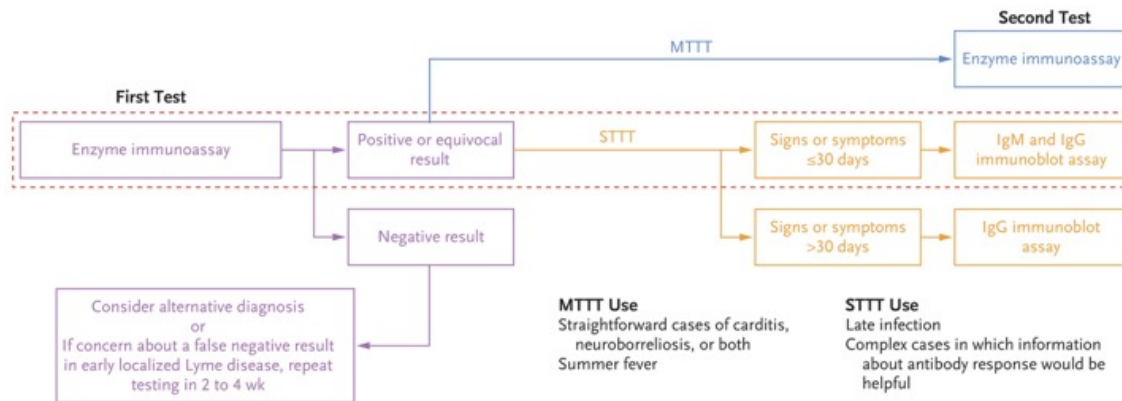 Second Test
MTTT
Enzyme immunoassay
First Test
Enzyme immunoassay
Positive or equivocal
result
STTT
Signs or symptoms
≤30 days
IgM and IgG
immunoblot assay
Negative result
Signs or symptoms
>30 days
IgG immunoblot
assay
Consider alternative diagnosis
or
If concern about a false negative result
in early localized Lyme disease, repeat
testing in 2 to 4 wk
MTTT Use
Straightforward cases of carditis,
neuroborreliosis, or both
Summer fever
STTT Use
Late infection
Complex cases in which information
about antibody response would be
helpful